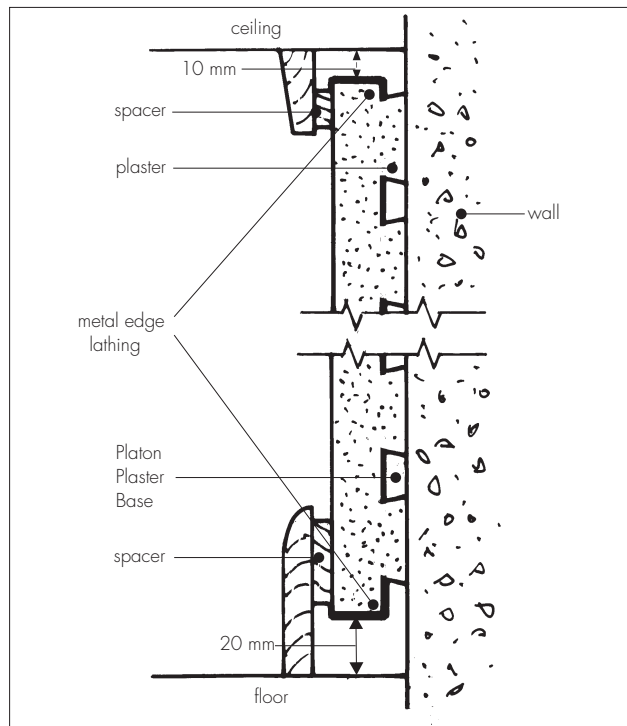 ceiling
10 mm
spacer
plaster
wall
metal edge
lathing
Platon
Plaster
Base
spacer
20 mm
floor